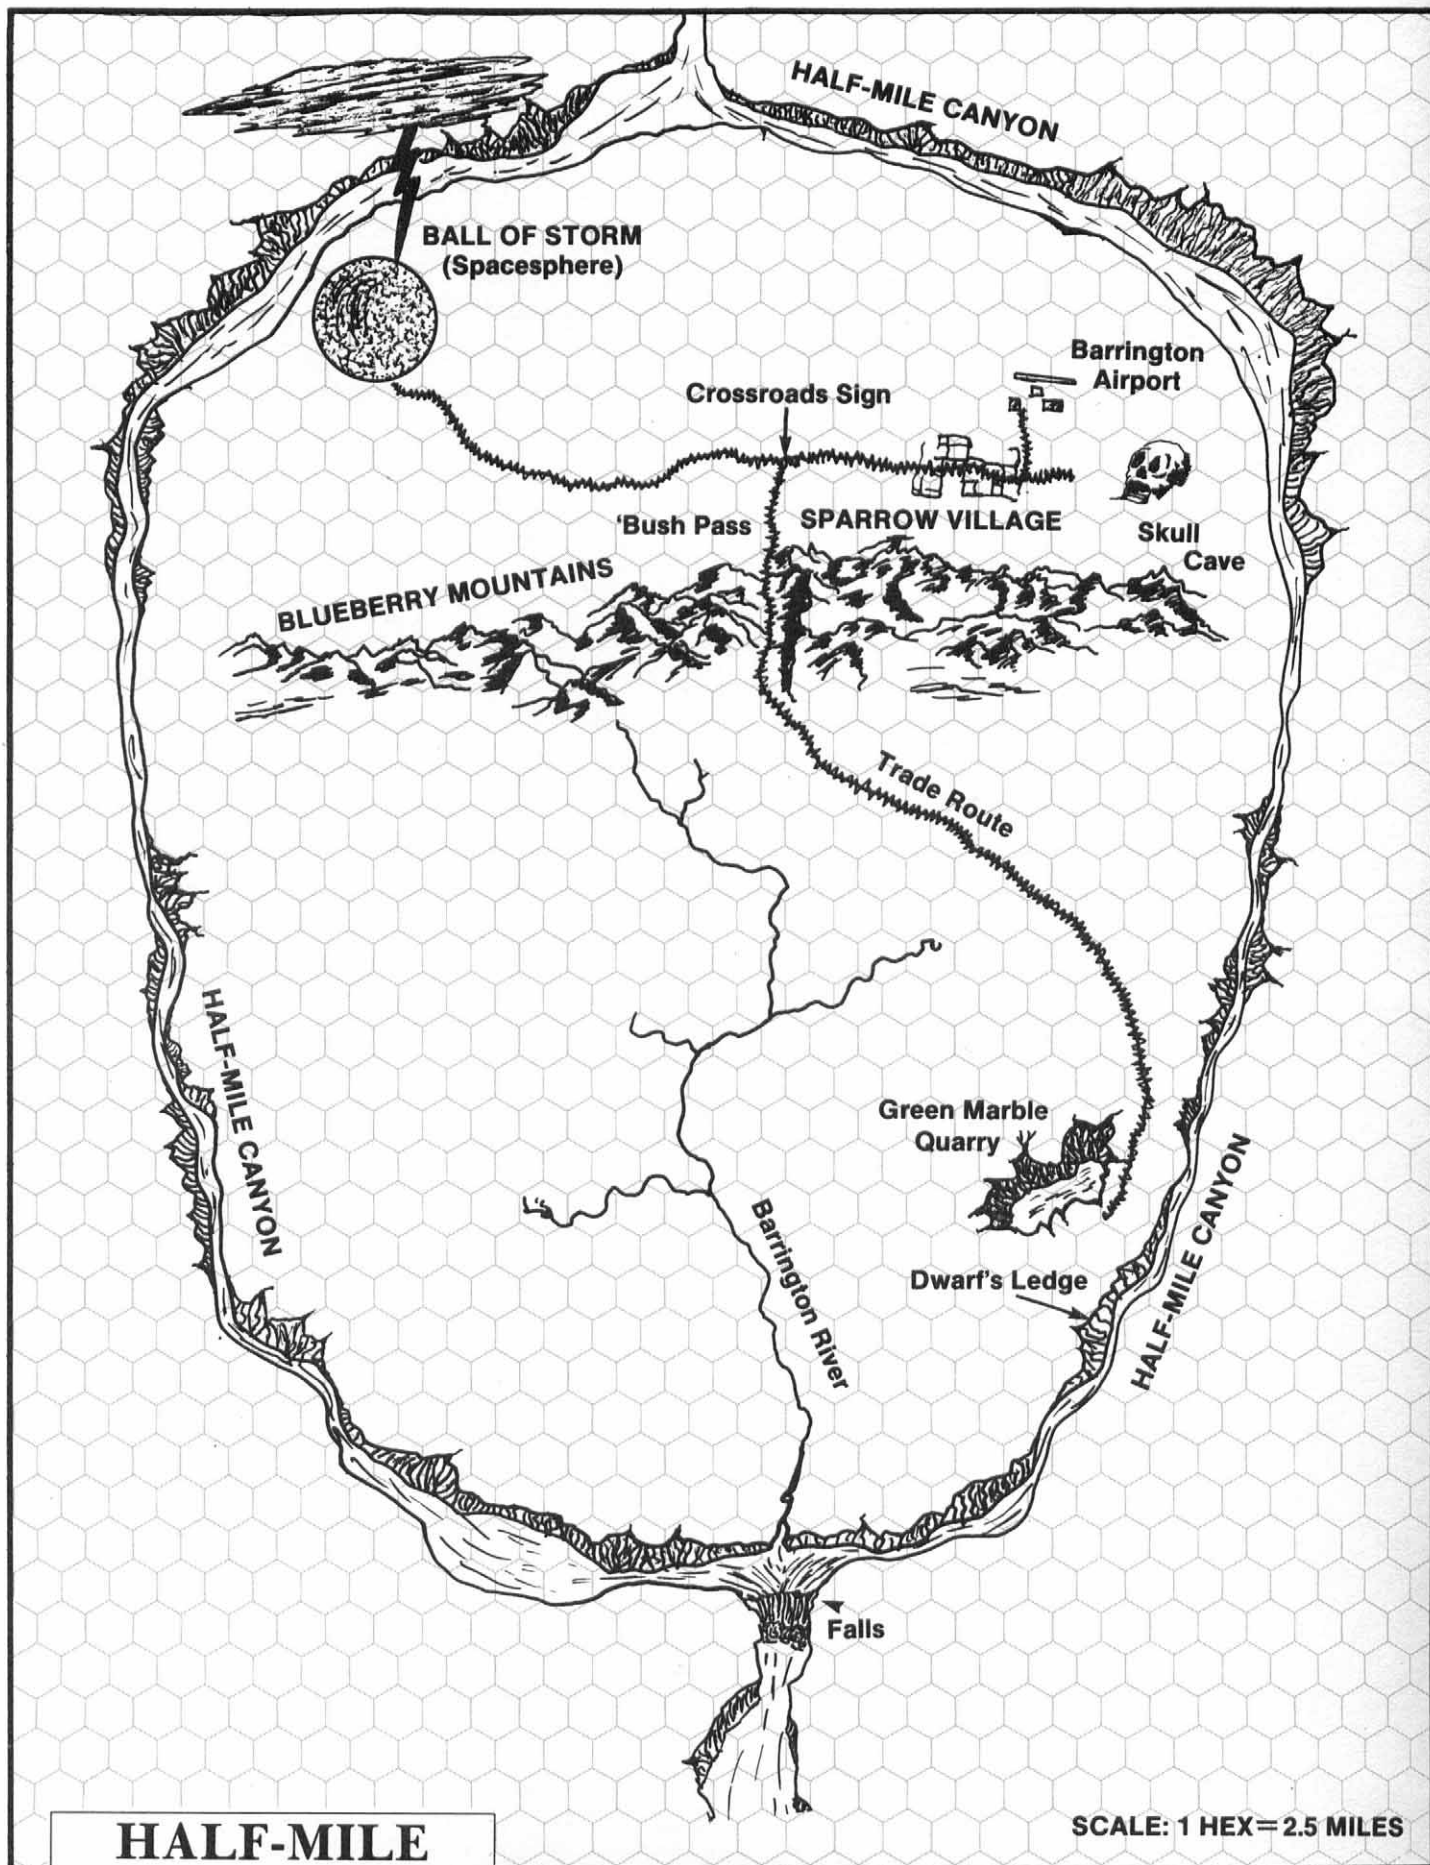 HALF-MILE CANYON
BALL OF STORM
(Spacesphere)
Barrington
Airport
Crossroads Sign
'Bush Pass
SPARROW VILLAGE
Skull
Cave
BLUEBERRY MOUNTAINS
Trade Route
HALF-MILE CANYON
Green Marble
Quarry
HALF-MILE CANYON
Barrington River
Dwarf's Ledge
Falls
HALF-MILE
SCALE: 1 HEX=2.5 MILES